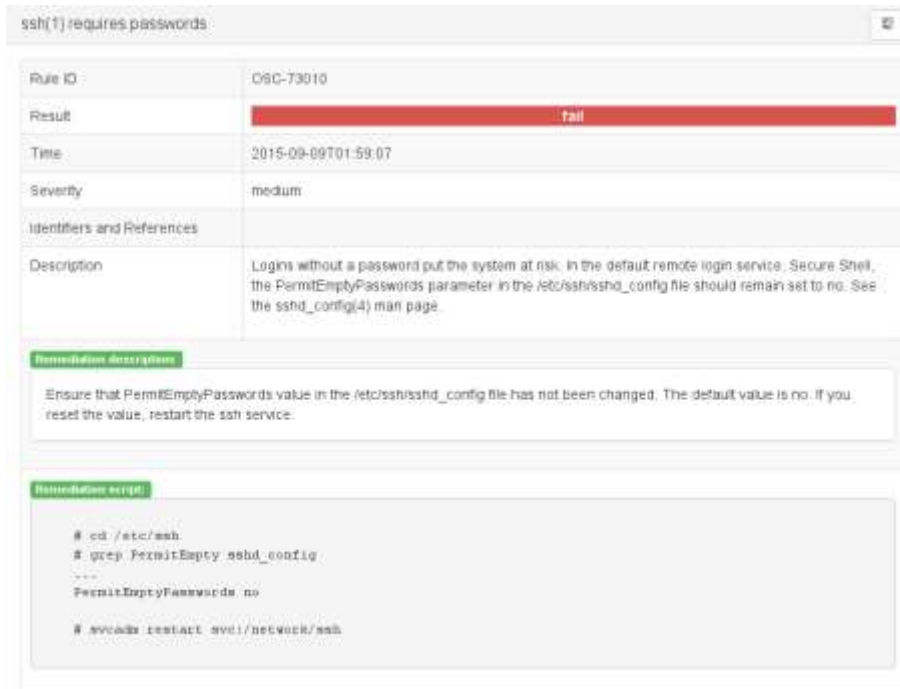 ssh(1) requires passwords
Rule ID OSC-73010
Result fail
Time 2015-09-09T01:59:07
Severity medium
Identifiers and References
Description Logins without a password put the system at risk. In the default remote login service, Secure Shell,
the PermitEmptyPasswords parameter in the /etc/ssh/sshd_config file should remain set to no. See
the sshd_config(4) man page.
Remediation description:
Ensure that PermitEmptyPasswords value in the /etc/ssh/sshd_config file has not been changed. The default value is no. If you
reset the value, restart the ssh service.
Remediation script:
# cd /etc/ssh
# grep PermitEmpty sshd_config
...
PermitEmptyPasswords no
# svcadm restart svc:/network/ssh